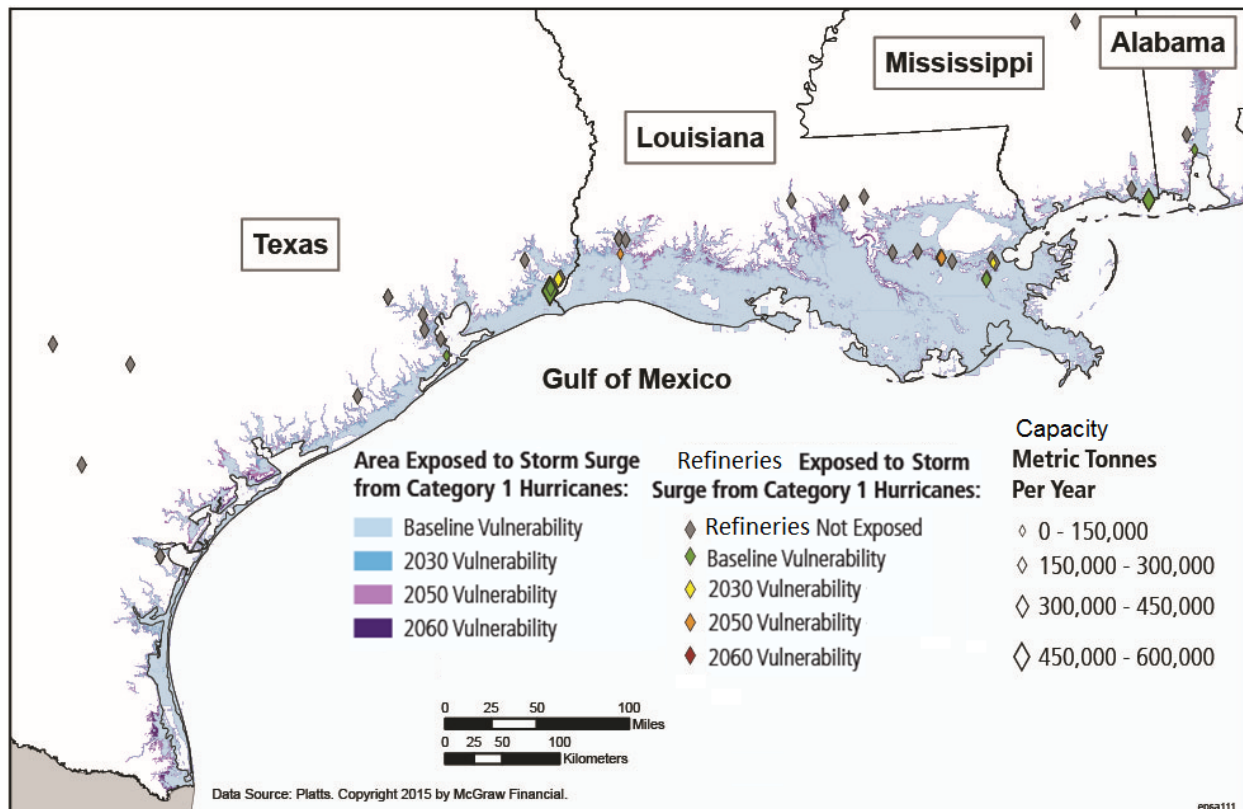 Alabama
Mississippi
Louisiana
Texas
Gulf of Mexico
Area Exposed to Storm Surge
from Category 1 Hurricanes:
Baseline Vulnerability
2030 Vulnerability
2050 Vulnerability
2060 Vulnerability
Refineries Exposed to Storm
Surge from Category 1 Hurricanes:
Refineries Not Exposed
Baseline Vulnerability
2030 Vulnerability
2050 Vulnerability
2060 Vulnerability
Capacity
Metric Tonnes
Per Year
0 - 150,000
150,000 - 300,000
300,000 - 450,000
450,000 - 600,000
0 25 50 100
Miles
0 25 50 100
Kilometers
Data Source: Platts. Copyright 2015 by McGraw Financial.
epsa111